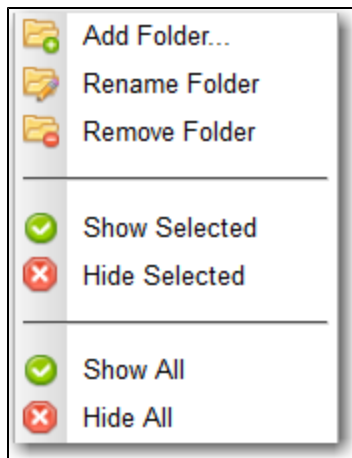 Add Folder...
Rename Folder
Remove Folder
Show Selected
Hide Selected
Show All
Hide All